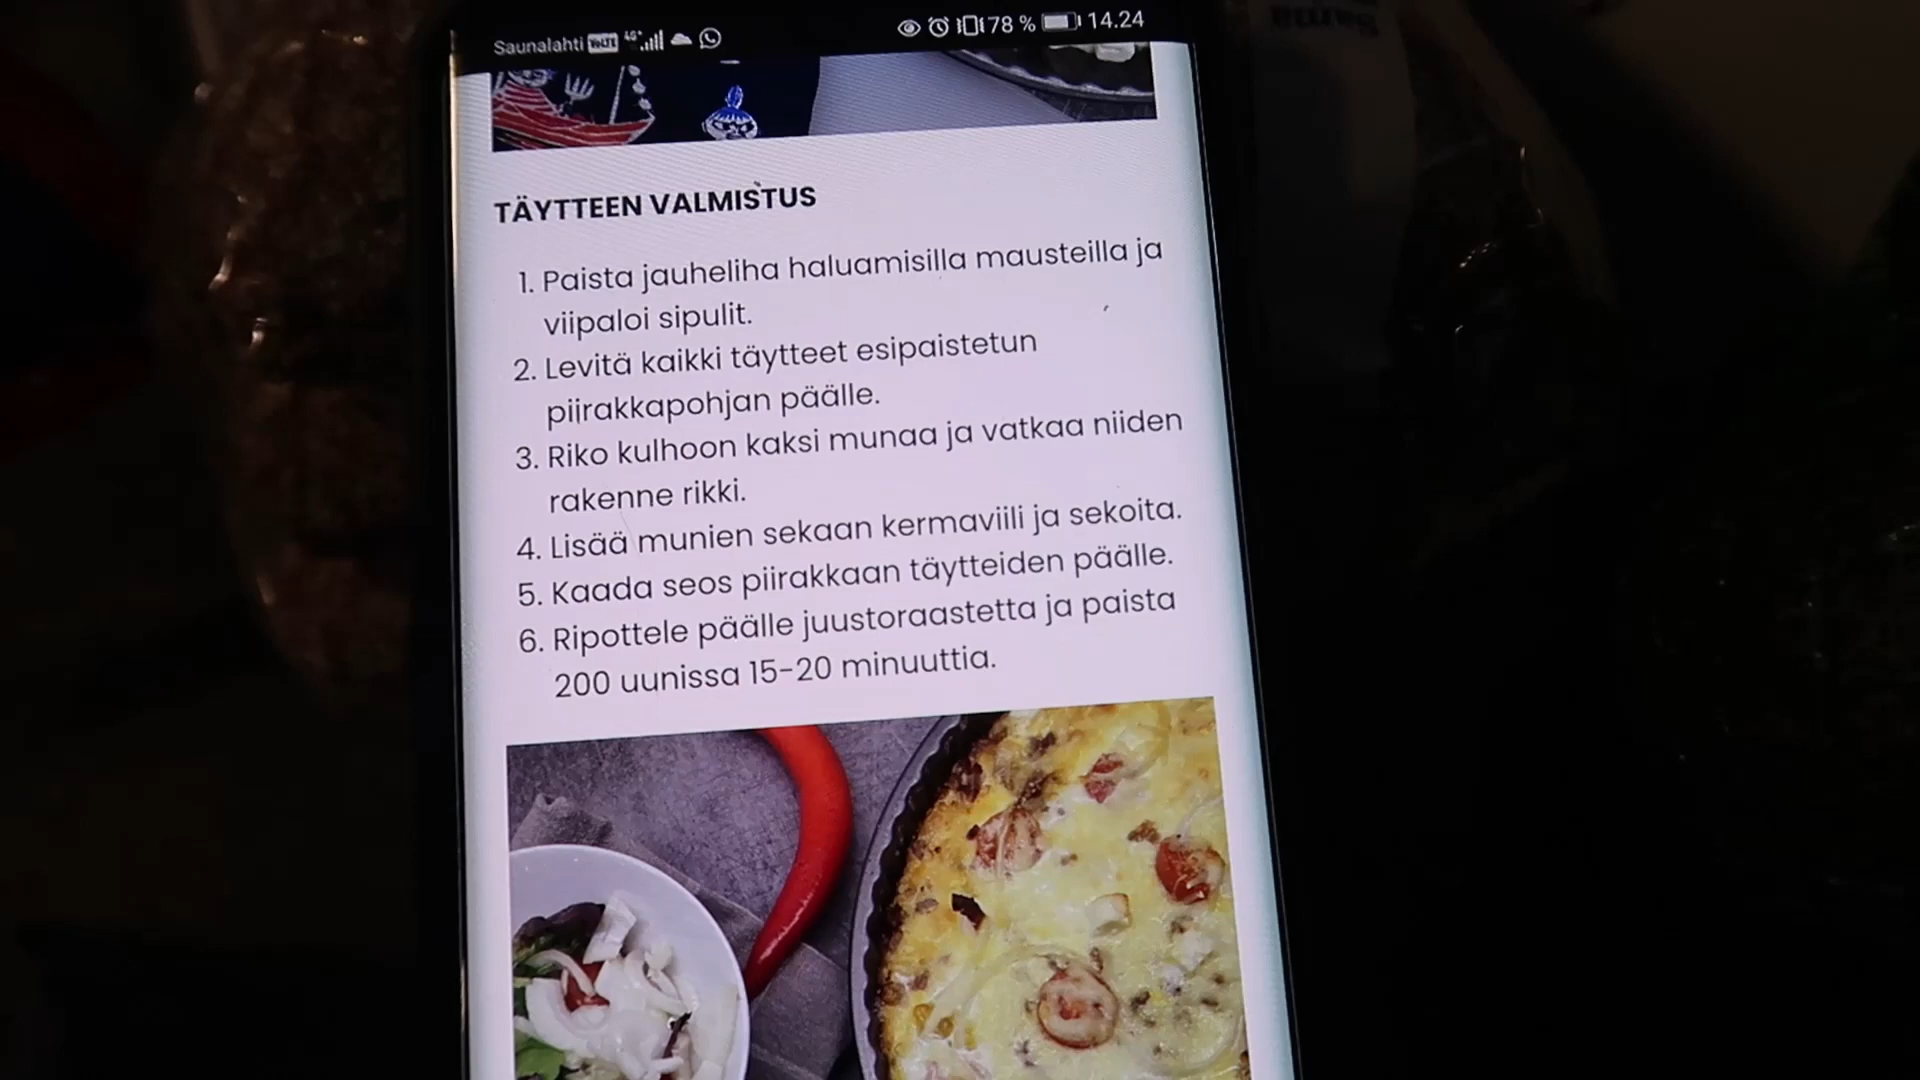 Saunalahti VoLTE 4G+ 78 % 14.24
TÄYTTEEN VALMISTUS
1. Paista jauheliha haluamisilla mausteilla ja
viipaloi sipulit.
2. Levitä kaikki täytteet esipaistetun
piirakkapohjan päälle.
3. Riko kulhoon kaksi munaa ja vatkaa niiden
rakenne rikki.
4. Lisää munien sekaan kermaviili ja sekoita.
5. Kaada seos piirakkaan täytteiden päälle.
6. Ripottele päälle juustoraastetta ja paista
200 uunissa 15-20 minuuttia.